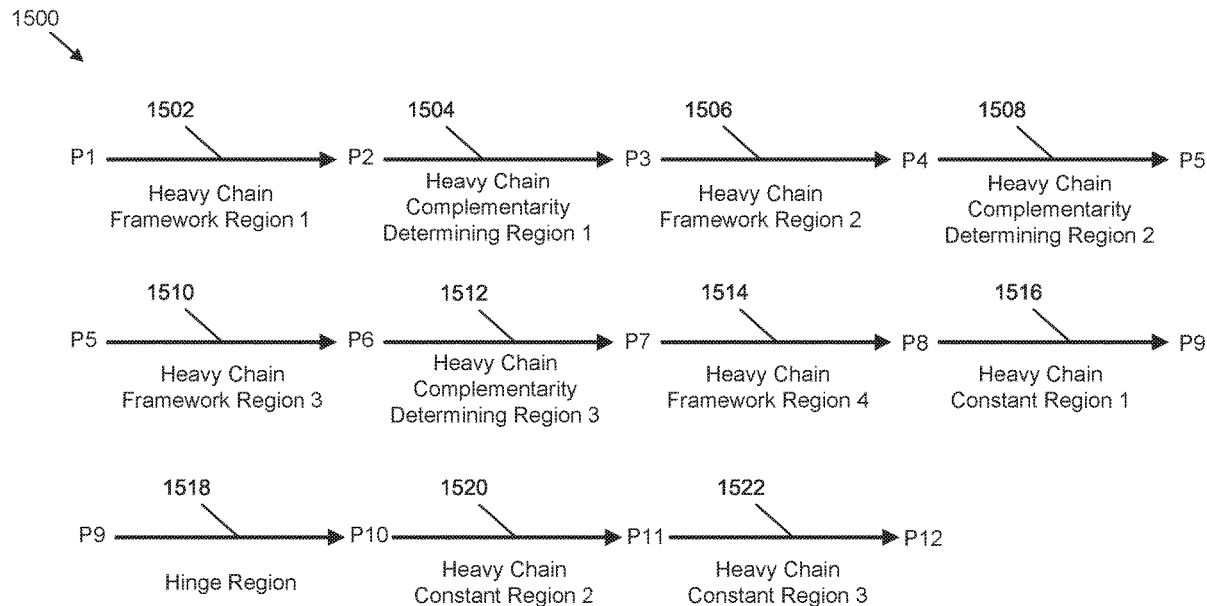 1500
1502
1504
1506
1508
P1
P2
P3
P4
P5
Heavy Chain
Framework Region 1
Heavy Chain
Complementarity
Determining Region 1
Heavy Chain
Framework Region 2
Heavy Chain
Complementarity
Determining Region 2
1510
1512
1514
1516
P5
P6
P7
P8
P9
Heavy Chain
Framework Region 3
Heavy Chain
Complementarity
Determining Region 3
Heavy Chain
Framework Region 4
Heavy Chain
Constant Region 1
1518
1520
1522
P9
P10
P11
P12
Hinge Region
Heavy Chain
Constant Region 2
Heavy Chain
Constant Region 3